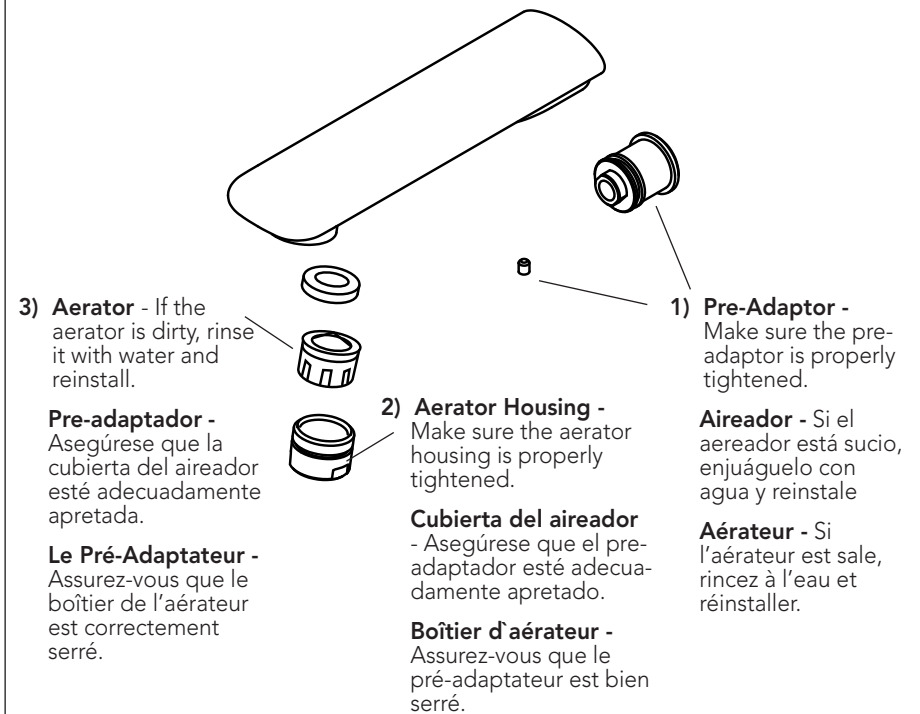 3) Aerator - If the
aerator is dirty, rinse
it with water and
reinstall.
Pre-adaptador -
Asegúrese que la
cubierta del aireador
esté adecuadamente
apretada.
Le Pré-Adaptateur -
Assurez-vous que le
boîtier de l'aérateur
est correctement
serré.
2) Aerator Housing -
Make sure the aerator
housing is properly
tightened.
Cubierta del aireador
- Asegúrese que el pre-
adaptador esté adecua-
damente apretado.
Boîtier d`aérateur -
Assurez-vous que le
pré-adaptateur est bien
serré.
1) Pre-Adaptor -
Make sure the pre-
adaptor is properly
tightened.
Aireador - Si el
aereador está sucio,
enjuáguelo con
agua y reinstale
Aérateur - Si
l'aérateur est sale,
rincez à l'eau et
réinstaller.